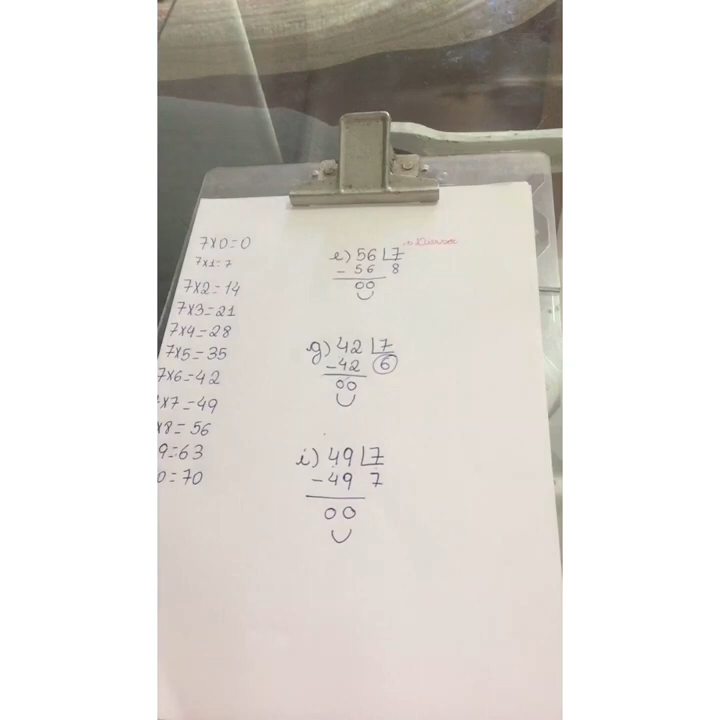 7x0=0
7x1=7
7x2=14
7x3=21
7x4=28
7x5=35
7x6=42
x7=49
x8=56
9=63
0=70
e) 56 7
-56 8
00
g) 42 7
-42 6
00
i) 49 7
-49 7
00